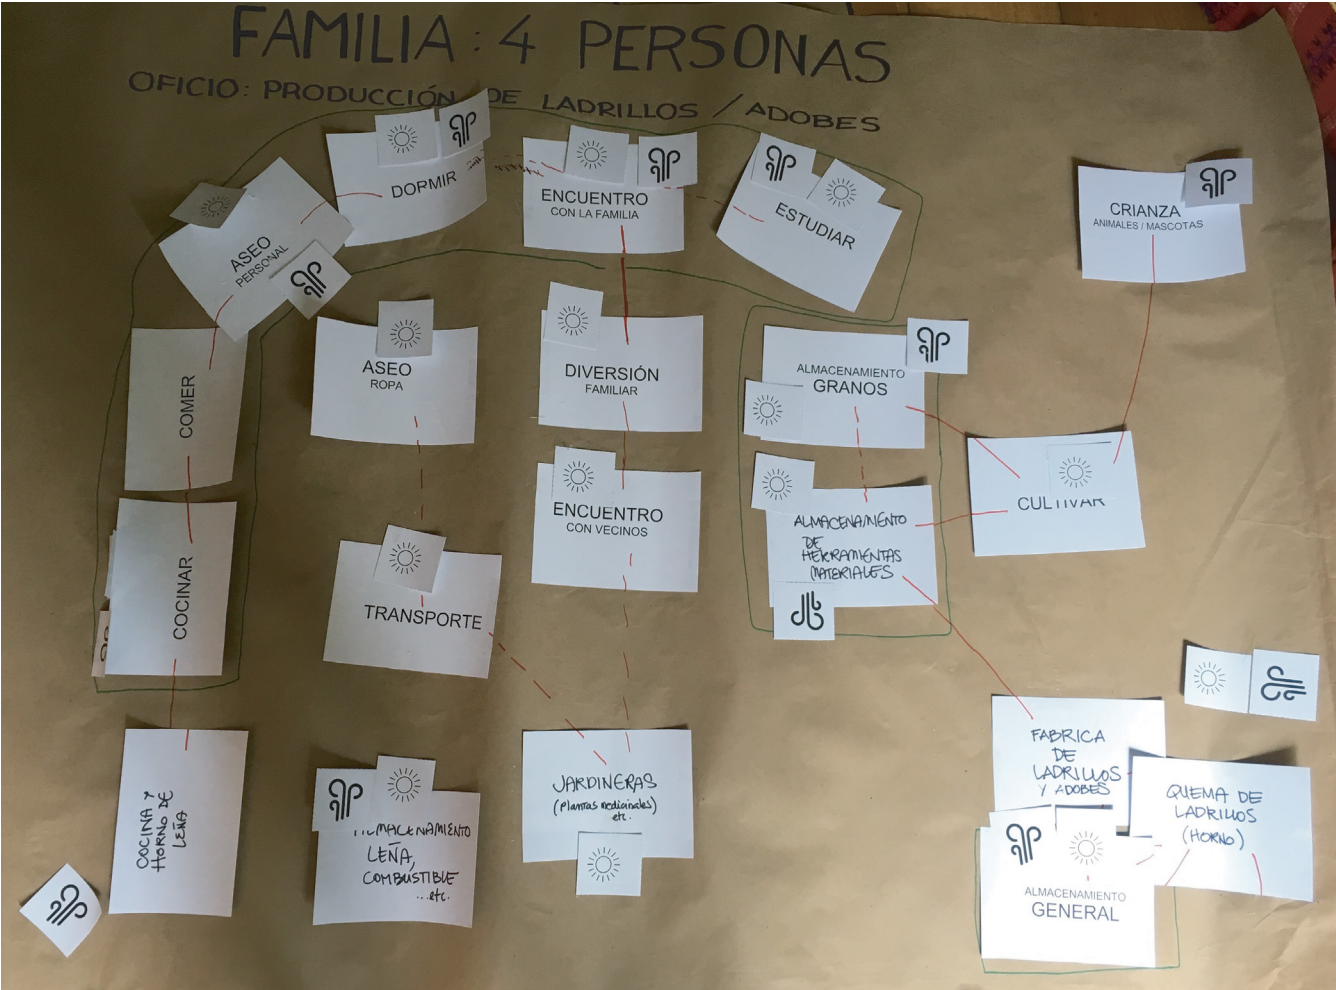 FAMILIA: 4 PERSONAS
OFICIO: PRODUCCIÓN DE LADRILLOS / ADOBES
DORMIR
ENCUENTRO
CON LA FAMILIA
ESTUDIAR
CRIANZA
ANIMALES / MASCOTAS
ASEO
PERSONAL
COMER
ASEO
ROPA
DIVERSIÓN
FAMILIAR
ALMACENAMIENTO
GRANOS
CULTIVAR
COCINAR
TRANSPORTE
ENCUENTRO
CON VECINOS
ALMACENAMIENTO
DE
HERRAMIENTAS
MATERIALES
COCINA Y
HORNO DE
LEÑA
ALMACENAMIENTO
LEÑA,
COMBUSTIBLE
...etc.
JARDINERAS
(plantas medicinales)
etc.
FABRICA
DE
LADRILLOS
Y ADOBES
QUEMA DE
LADRILLOS
(HORNO)
ALMACENAMIENTO
GENERAL